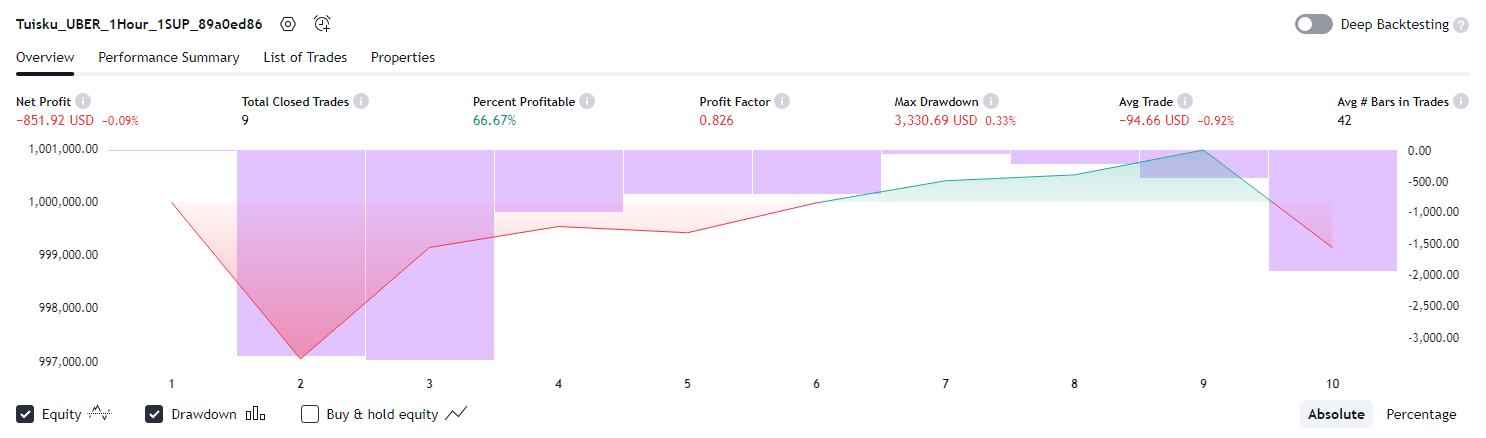 Tuisku_UBER_1Hour_1SUP_89a0ed86 Deep Backtesting ?
Overview Performance Summary List of Trades Properties
Net Profit Total Closed Trades Percent Profitable Profit Factor Max Drawdown Avg Trade Avg # Bars in Trades
−851.92 USD −0.09% 9 66.67% 0.826 3,330.69 USD 0.33% −94.66 USD −0.92% 42
1,001,000.00 0.00
-500.00
1,000,000.00 -1,000.00
999,000.00 -1,500.00
-2,000.00
998,000.00 -2,500.00
-3,000.00
997,000.00
1 2 3 4 5 6 7 8 9 10
Equity Drawdown Buy & hold equity Absolute Percentage